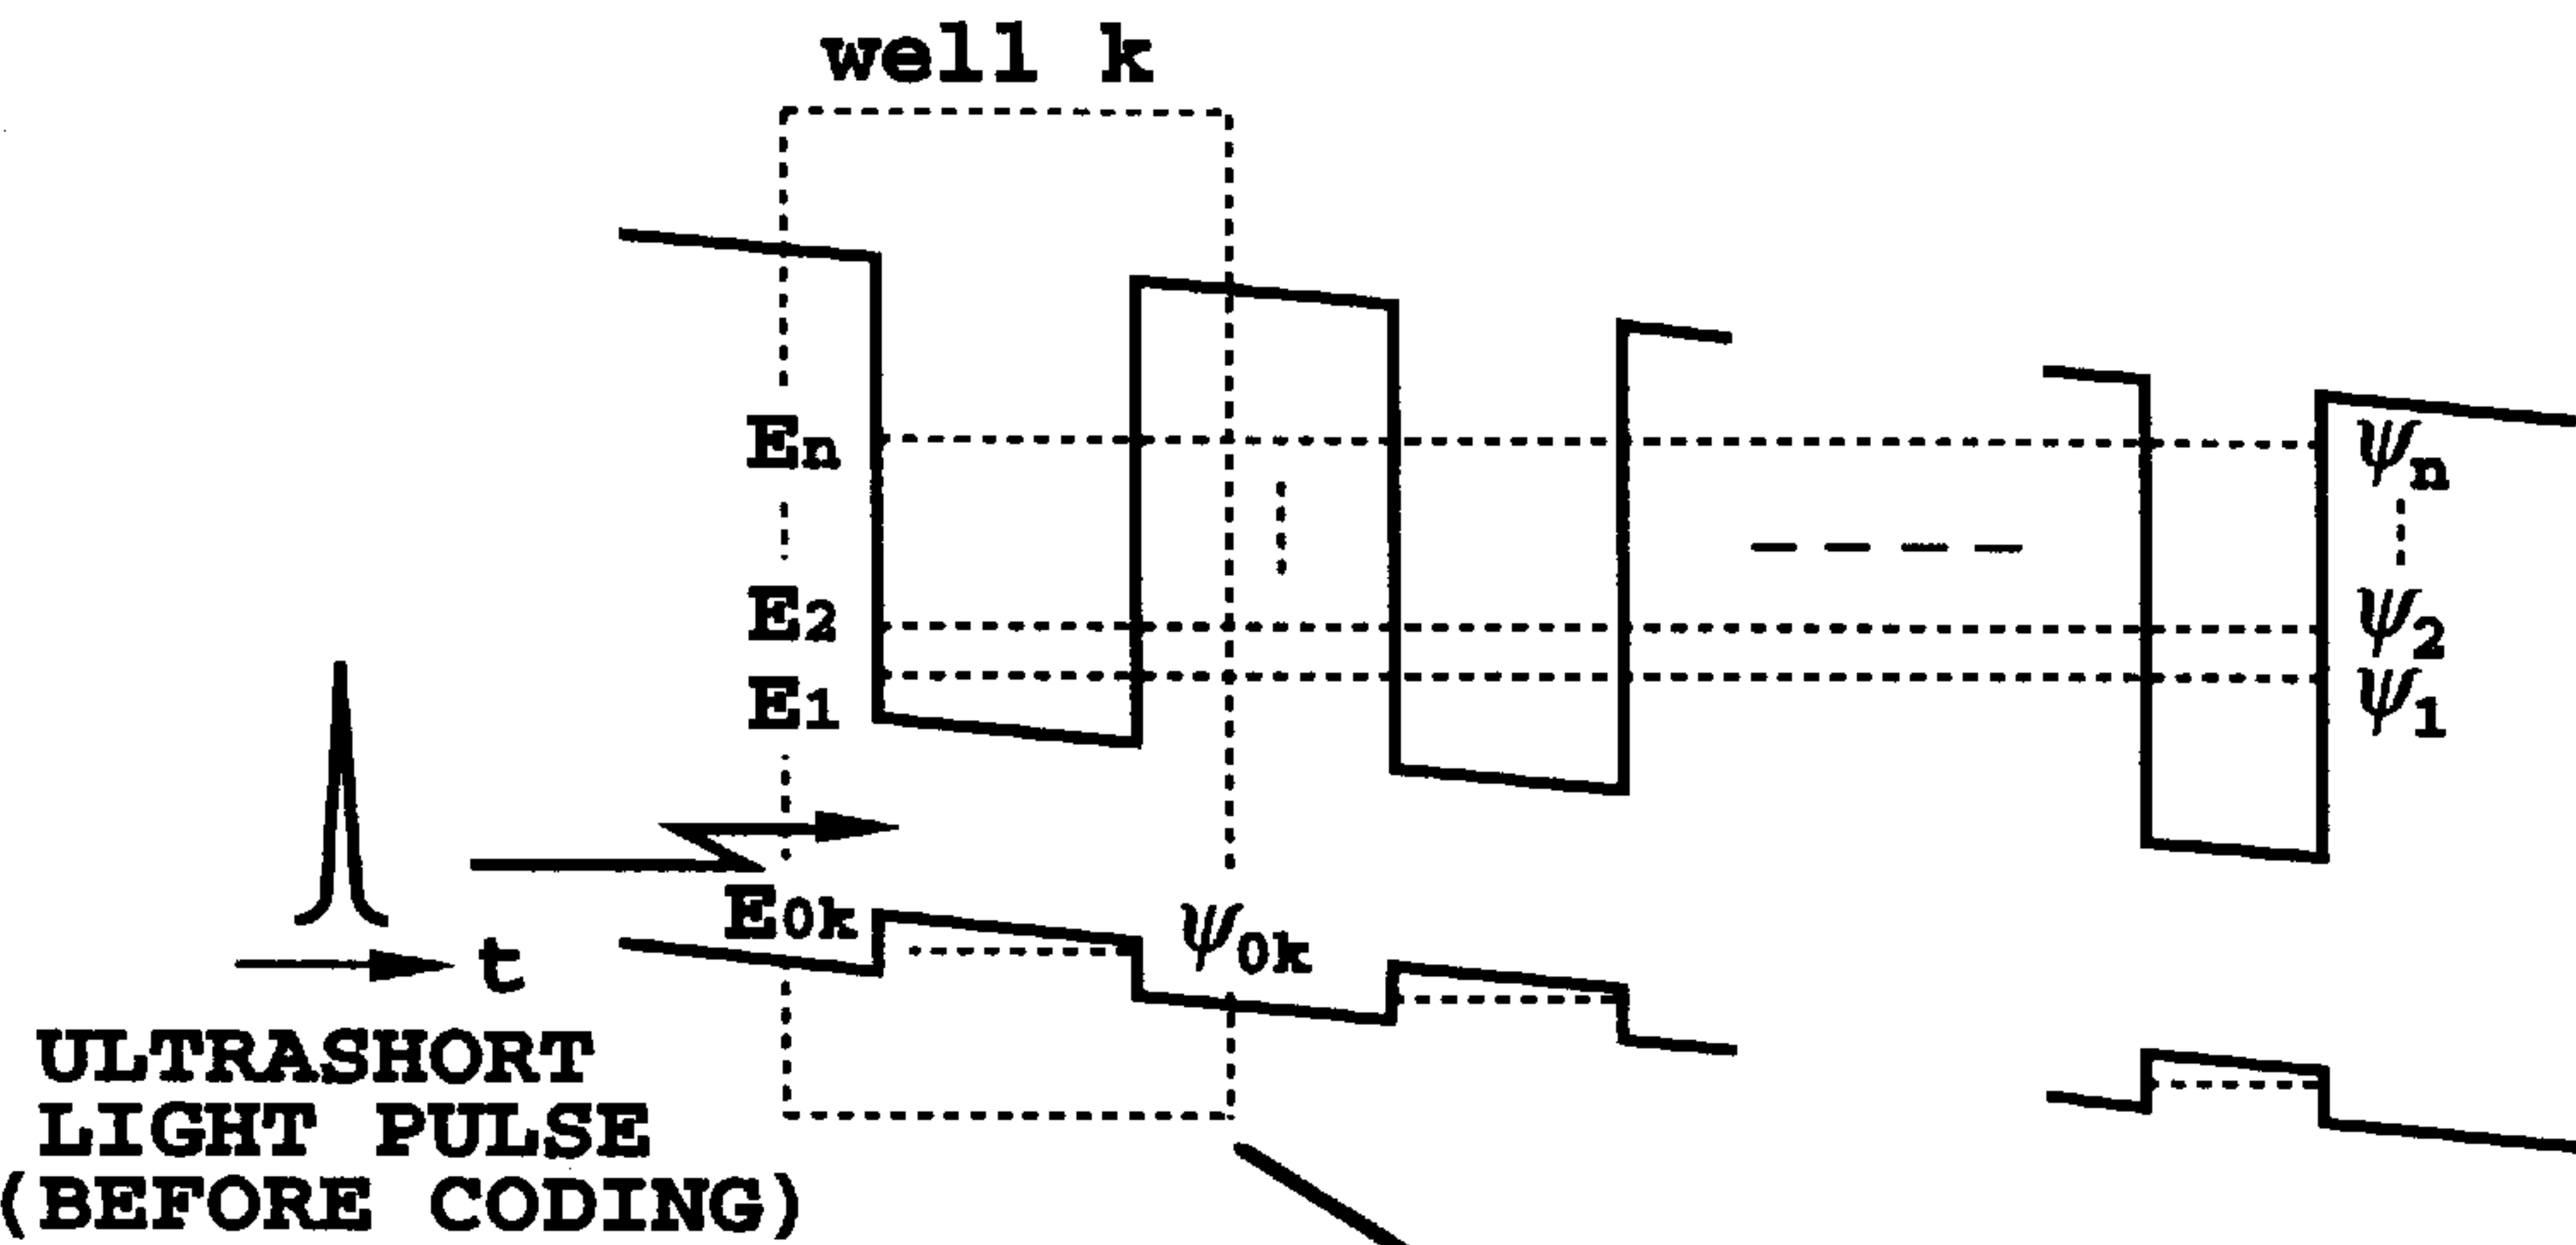 well k
En
ψn
E2
ψ2
E1
ψ1
E0k
ψ0k
t
ULTRASHORT
LIGHT PULSE
(BEFORE CODING)